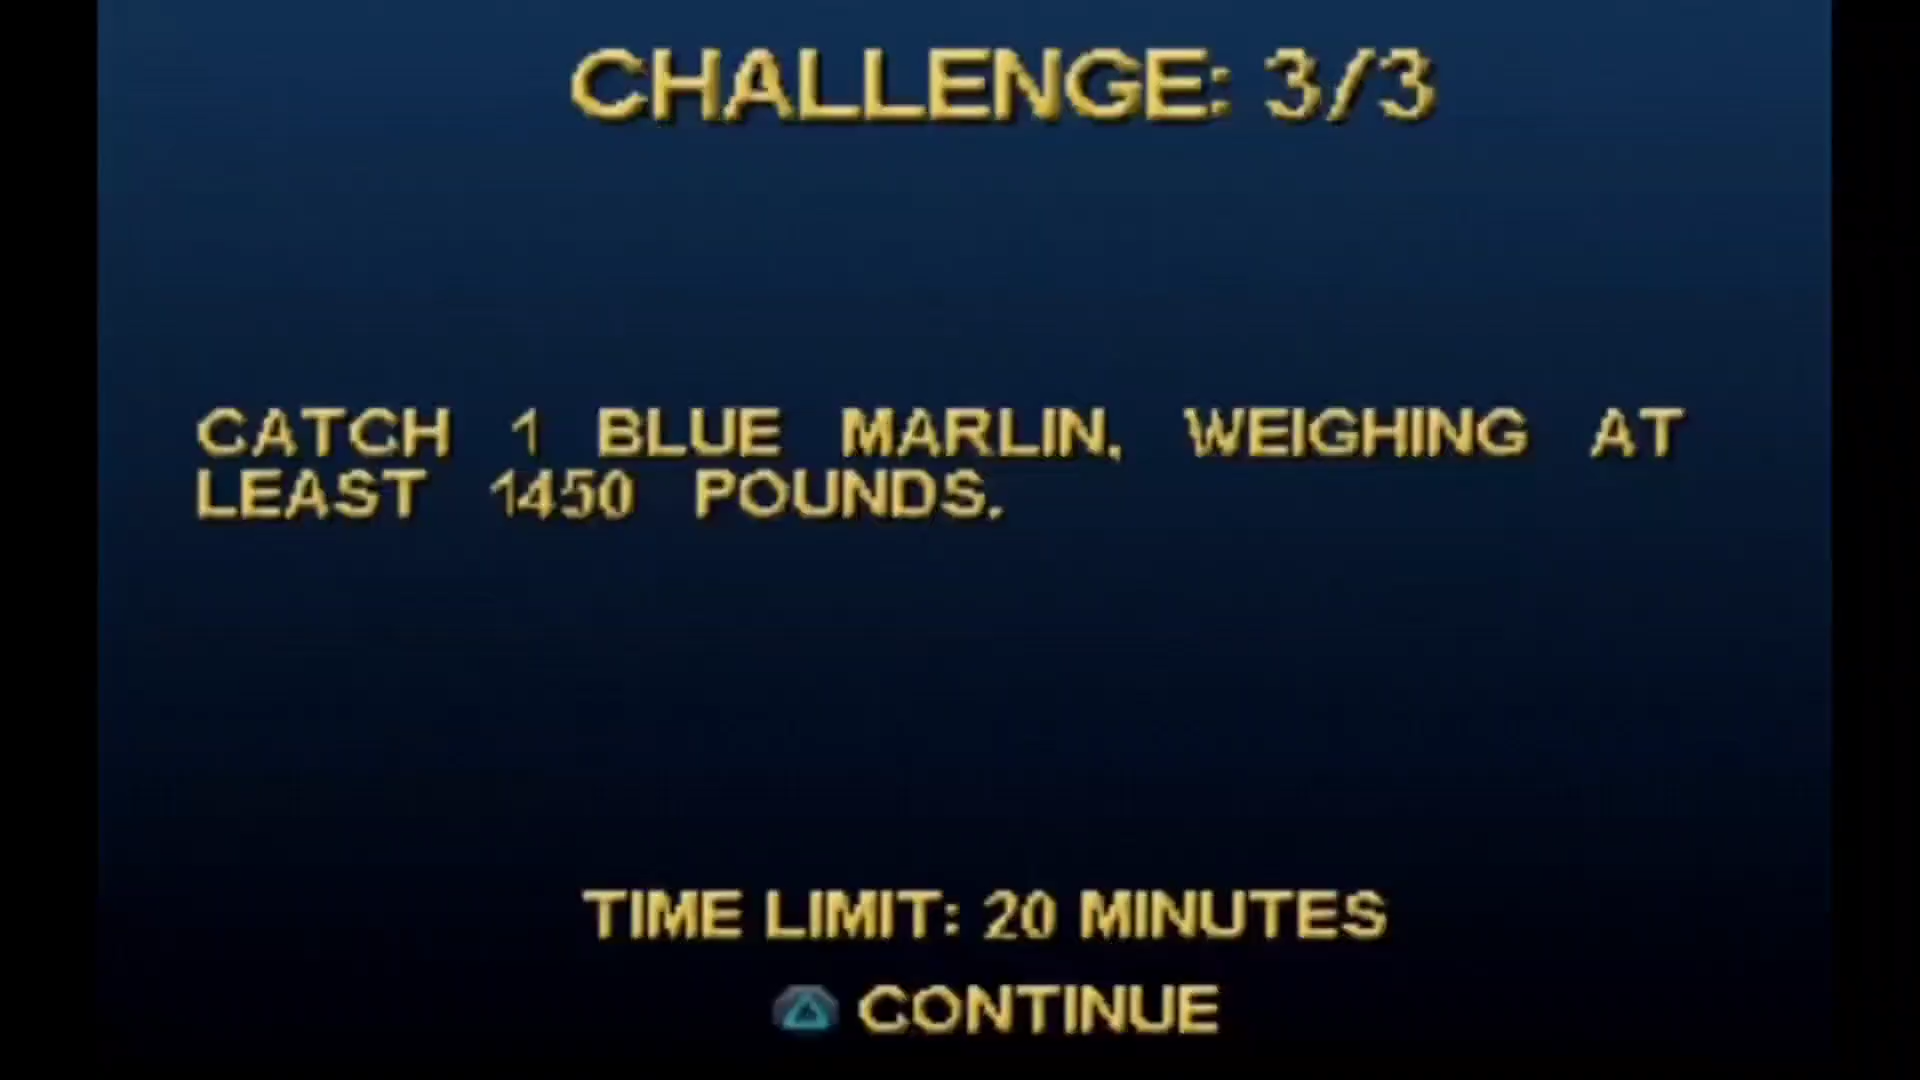 CHALLENGE: 3/3
CATCH 1 BLUE MARLIN, WEIGHING AT
LEAST 1450 POUNDS.
TIME LIMIT: 20 MINUTES
CONTINUE